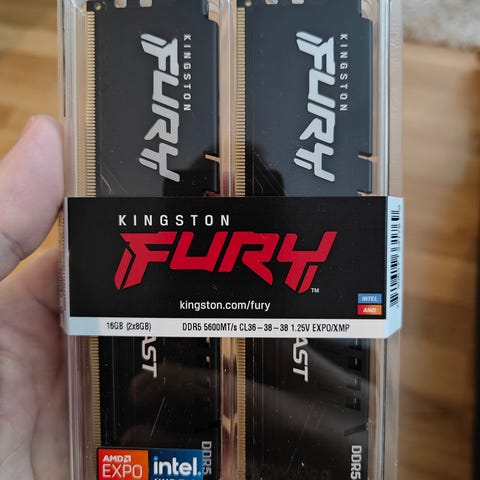 KINGSTON
FURY
KINGSTON
FURY
KINGSTON
FURY
TM
kingston.com/fury
INTEL
AMD
16GB (2x8GB) DDR5 5600MT/s CL36-38-38 1.25V EXPO/XMP
AST
AST
DDR5
DDR5
AMD
EXPO
intel.